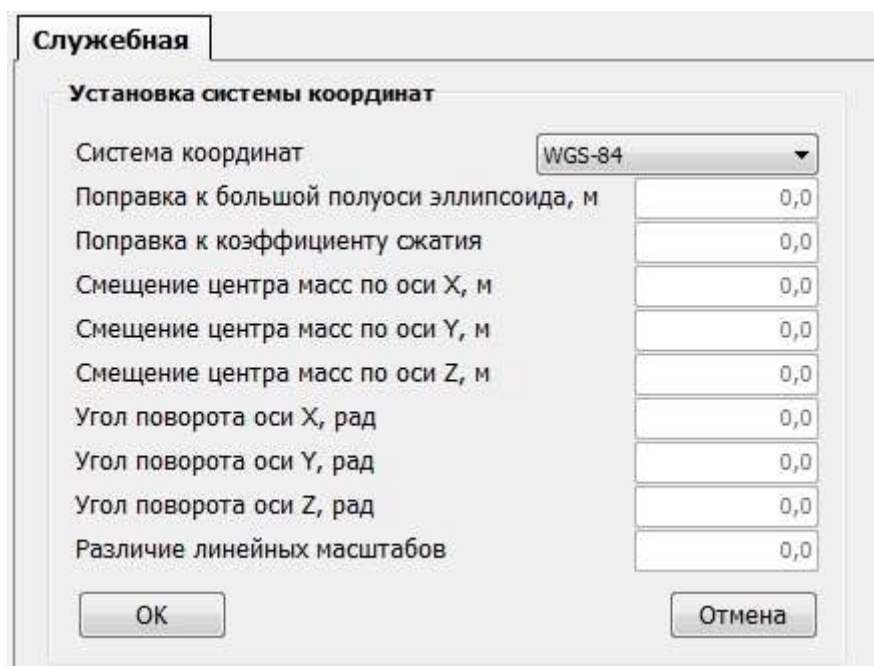 Служебная
Установка системы координат
Система координат WGS-84
Поправка к большой полуоси эллипсоида, м 0,0
Поправка к коэффициенту сжатия 0,0
Смещение центра масс по оси X, м 0,0
Смещение центра масс по оси Y, м 0,0
Смещение центра масс по оси Z, м 0,0
Угол поворота оси X, рад 0,0
Угол поворота оси Y, рад 0,0
Угол поворота оси Z, рад 0,0
Различие линейных масштабов 0,0
OK Отмена